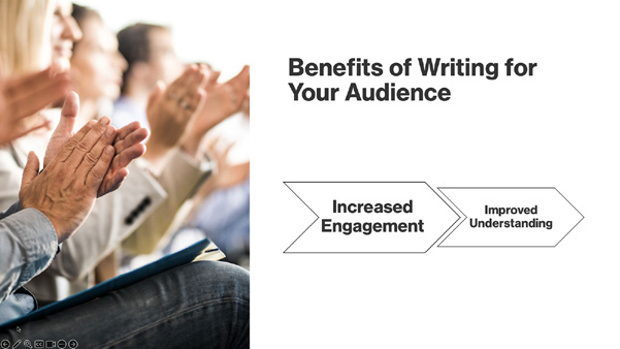 Benefits of Writing for
Your Audience
Increased
Engagement
Improved
Understanding